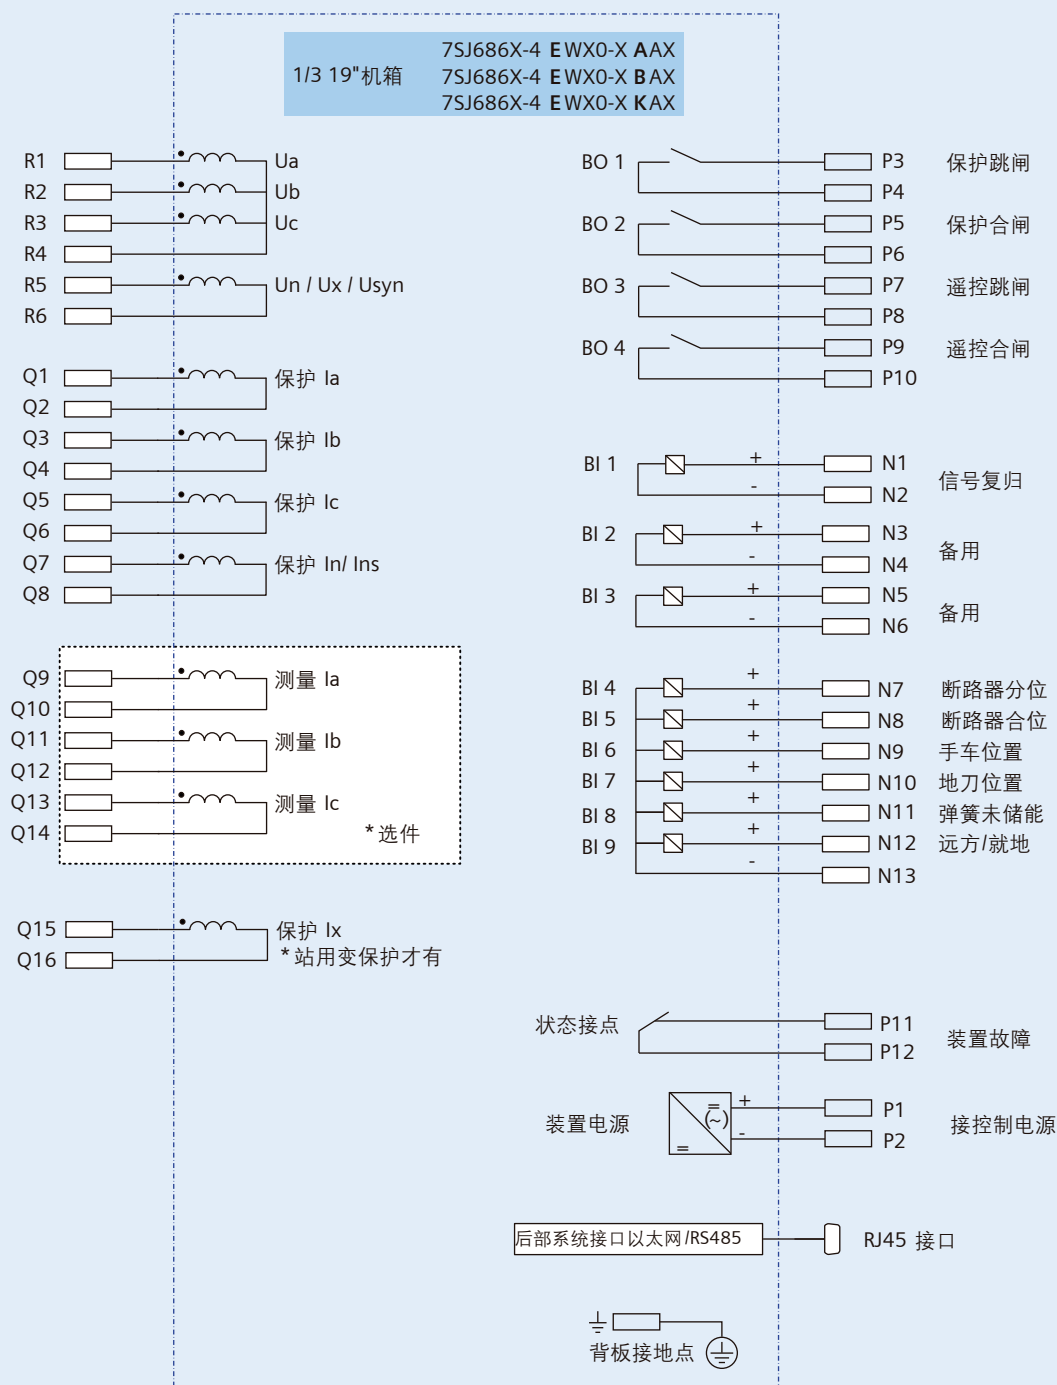 1/3 19"机箱
7SJ686X-4 EWX0-X AAX
7SJ686X-4 EWX0-X BAX
7SJ686X-4 EWX0-X KAX
R1 Ua
R2 Ub
R3 Uc
R4
R5 Un / Ux / Usyn
R6
Q1 保护 Ia
Q2
Q3 保护 Ib
Q4
Q5 保护 Ic
Q6
Q7 保护 In/ Ins
Q8
Q9 测量 Ia
Q10
Q11 测量 Ib
Q12
Q13 测量 Ic
Q14 *选件
Q15 保护 Ix
Q16 *站用变保护才有
BO 1 P3 保护跳闸
P4
BO 2 P5 保护合闸
P6
BO 3 P7 遥控跳闸
P8
BO 4 P9 遥控合闸
P10
BI 1 + N1 信号复归
- N2
BI 2 + N3 备用
- N4
BI 3 + N5 备用
- N6
BI 4 + N7 断路器分位
BI 5 + N8 断路器合位
BI 6 + N9 手车位置
BI 7 + N10 地刀位置
BI 8 + N11 弹簧未储能
BI 9 + N12 远方/就地
- N13
状态接点 P11 装置故障
P12
装置电源 = (~) = + P1 接控制电源
- P2
后部系统接口以太网/RS485 RJ45 接口
背板接地点